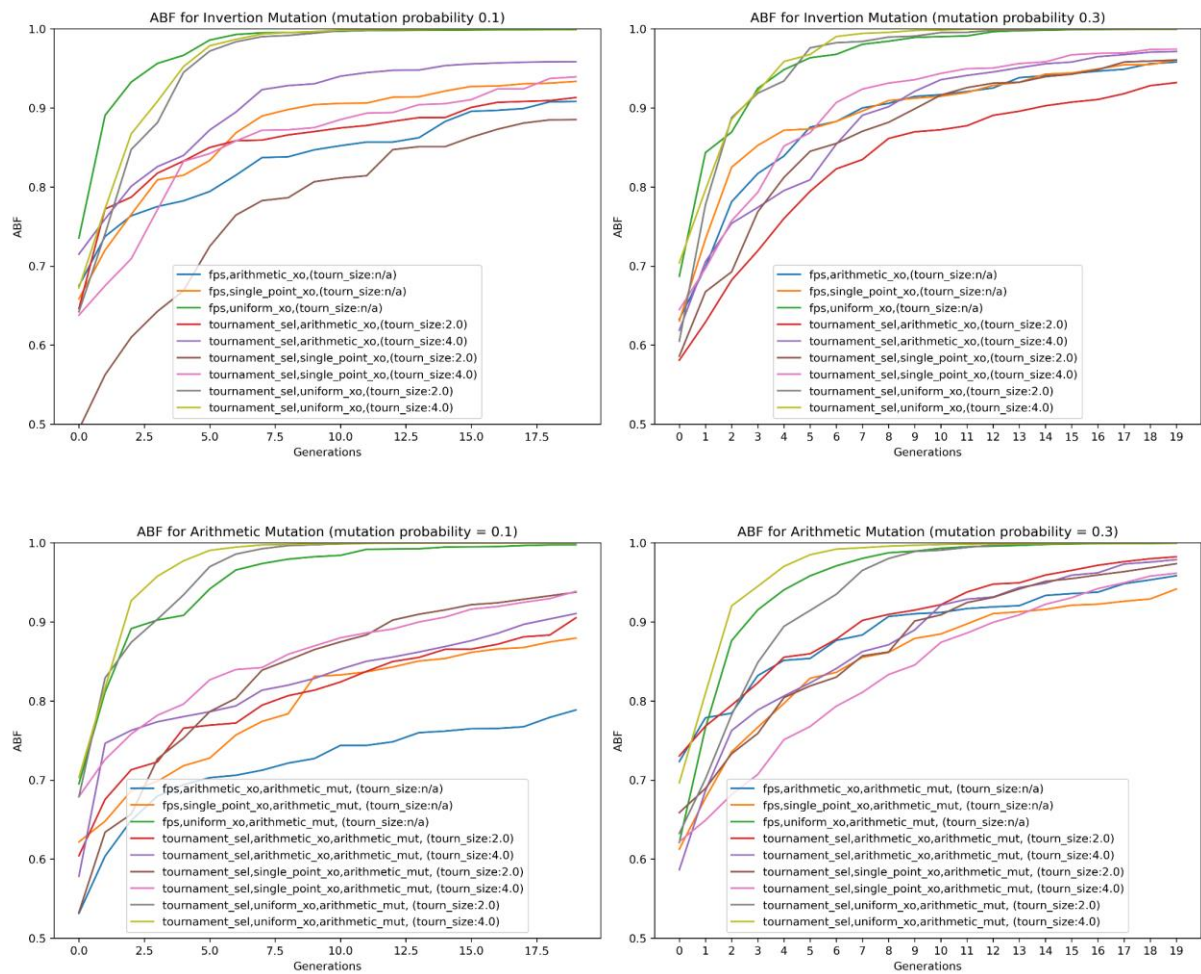 ABF for Invertion Mutation (mutation probability 0.1)
1.0
0.9
0.8
0.7
0.6
0.5
ABF
fps,arithmetic_xo,(tourn_size:n/a)
fps,single_point_xo,(tourn_size:n/a)
fps,uniform_xo,(tourn_size:n/a)
tournament_sel,arithmetic_xo,(tourn_size:2.0)
tournament_sel,arithmetic_xo,(tourn_size:4.0)
tournament_sel,single_point_xo,(tourn_size:2.0)
tournament_sel,single_point_xo,(tourn_size:4.0)
tournament_sel,uniform_xo,(tourn_size:2.0)
tournament_sel,uniform_xo,(tourn_size:4.0)
0.0 2.5 5.0 7.5 10.0 12.5 15.0 17.5
Generations
ABF for Invertion Mutation (mutation probability 0.3)
1.0
0.9
0.8
0.7
0.6
0.5
ABF
fps,arithmetic_xo,(tourn_size:n/a)
fps,single_point_xo,(tourn_size:n/a)
fps,uniform_xo,(tourn_size:n/a)
tournament_sel,arithmetic_xo,(tourn_size:2.0)
tournament_sel,arithmetic_xo,(tourn_size:4.0)
tournament_sel,single_point_xo,(tourn_size:2.0)
tournament_sel,single_point_xo,(tourn_size:4.0)
tournament_sel,uniform_xo,(tourn_size:2.0)
tournament_sel,uniform_xo,(tourn_size:4.0)
0 1 2 3 4 5 6 7 8 9 10 11 12 13 14 15 16 17 18 19
Generations
ABF for Arithmetic Mutation (mutation probability = 0.1)
1.0
0.9
0.8
0.7
0.6
0.5
ABF
fps,arithmetic_xo,arithmetic_mut, (tourn_size:n/a)
fps,single_point_xo,arithmetic_mut, (tourn_size:n/a)
fps,uniform_xo,arithmetic_mut, (tourn_size:n/a)
tournament_sel,arithmetic_xo,arithmetic_mut, (tourn_size:2.0)
tournament_sel,arithmetic_xo,arithmetic_mut, (tourn_size:4.0)
tournament_sel,single_point_xo,arithmetic_mut, (tourn_size:2.0)
tournament_sel,single_point_xo,arithmetic_mut, (tourn_size:4.0)
tournament_sel,uniform_xo,arithmetic_mut, (tourn_size:2.0)
tournament_sel,uniform_xo,arithmetic_mut, (tourn_size:4.0)
0.0 2.5 5.0 7.5 10.0 12.5 15.0 17.5
Generations
ABF for Arithmetic Mutation (mutation probability = 0.3)
1.0
0.9
0.8
0.7
0.6
0.5
ABF
fps,arithmetic_xo,arithmetic_mut, (tourn_size:n/a)
fps,single_point_xo,arithmetic_mut, (tourn_size:n/a)
fps,uniform_xo,arithmetic_mut, (tourn_size:n/a)
tournament_sel,arithmetic_xo,arithmetic_mut, (tourn_size:2.0)
tournament_sel,arithmetic_xo,arithmetic_mut, (tourn_size:4.0)
tournament_sel,single_point_xo,arithmetic_mut, (tourn_size:2.0)
tournament_sel,single_point_xo,arithmetic_mut, (tourn_size:4.0)
tournament_sel,uniform_xo,arithmetic_mut, (tourn_size:2.0)
tournament_sel,uniform_xo,arithmetic_mut, (tourn_size:4.0)
0 1 2 3 4 5 6 7 8 9 10 11 12 13 14 15 16 17 18 19
Generations